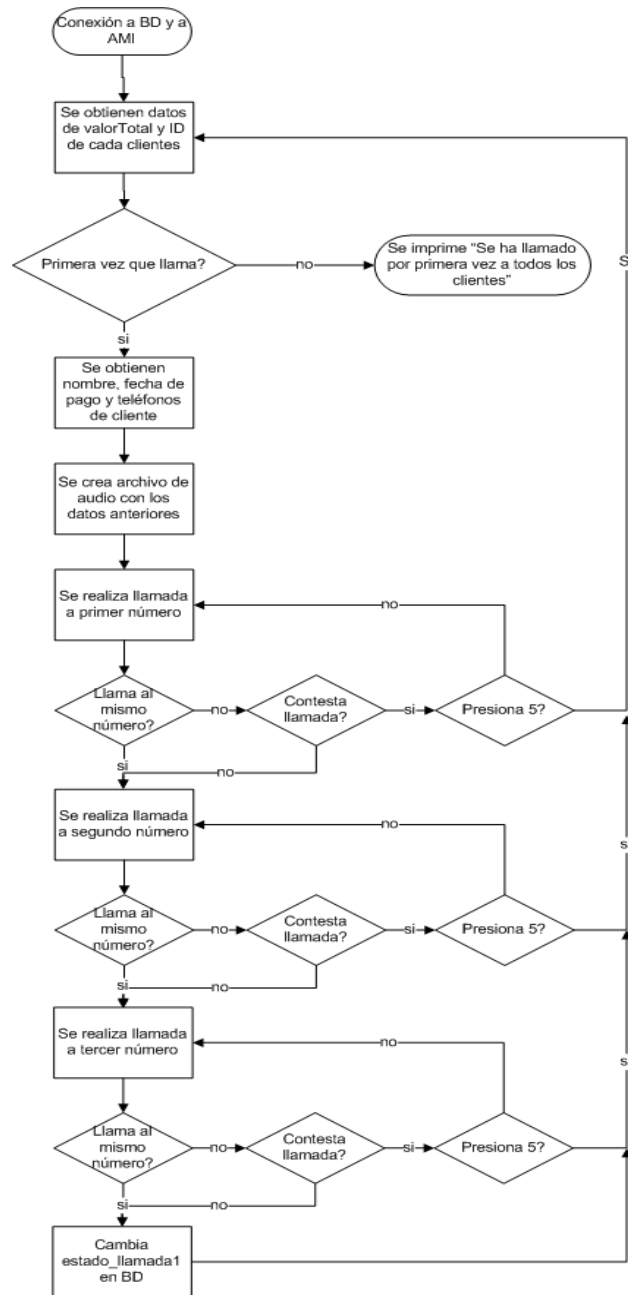 Conexión a BD y a
AMI
Se obtienen datos
de valorTotal y ID
de cada clientes
Primera vez que llama?
no
Se imprime “Se ha llamado
por primera vez a todos los
clientes”
S
si
Se obtienen
nombre, fecha de
pago y teléfonos
de cliente
Se crea archivo de
audio con los
datos anteriores
Se realiza llamada
a primer número
no
Llama al
mismo
número?
no
Contesta
llamada?
si
Presiona 5?
si
no
Se realiza llamada
a segundo número
no
s
Llama al
mismo
número?
no
Contesta
llamada?
si
Presiona 5?
si
no
Se realiza llamada
a tercer número
no
s
Llama al
mismo
número?
no
Contesta
llamada?
si
Presiona 5?
si
no
Cambia
estado_llamada1
en BD